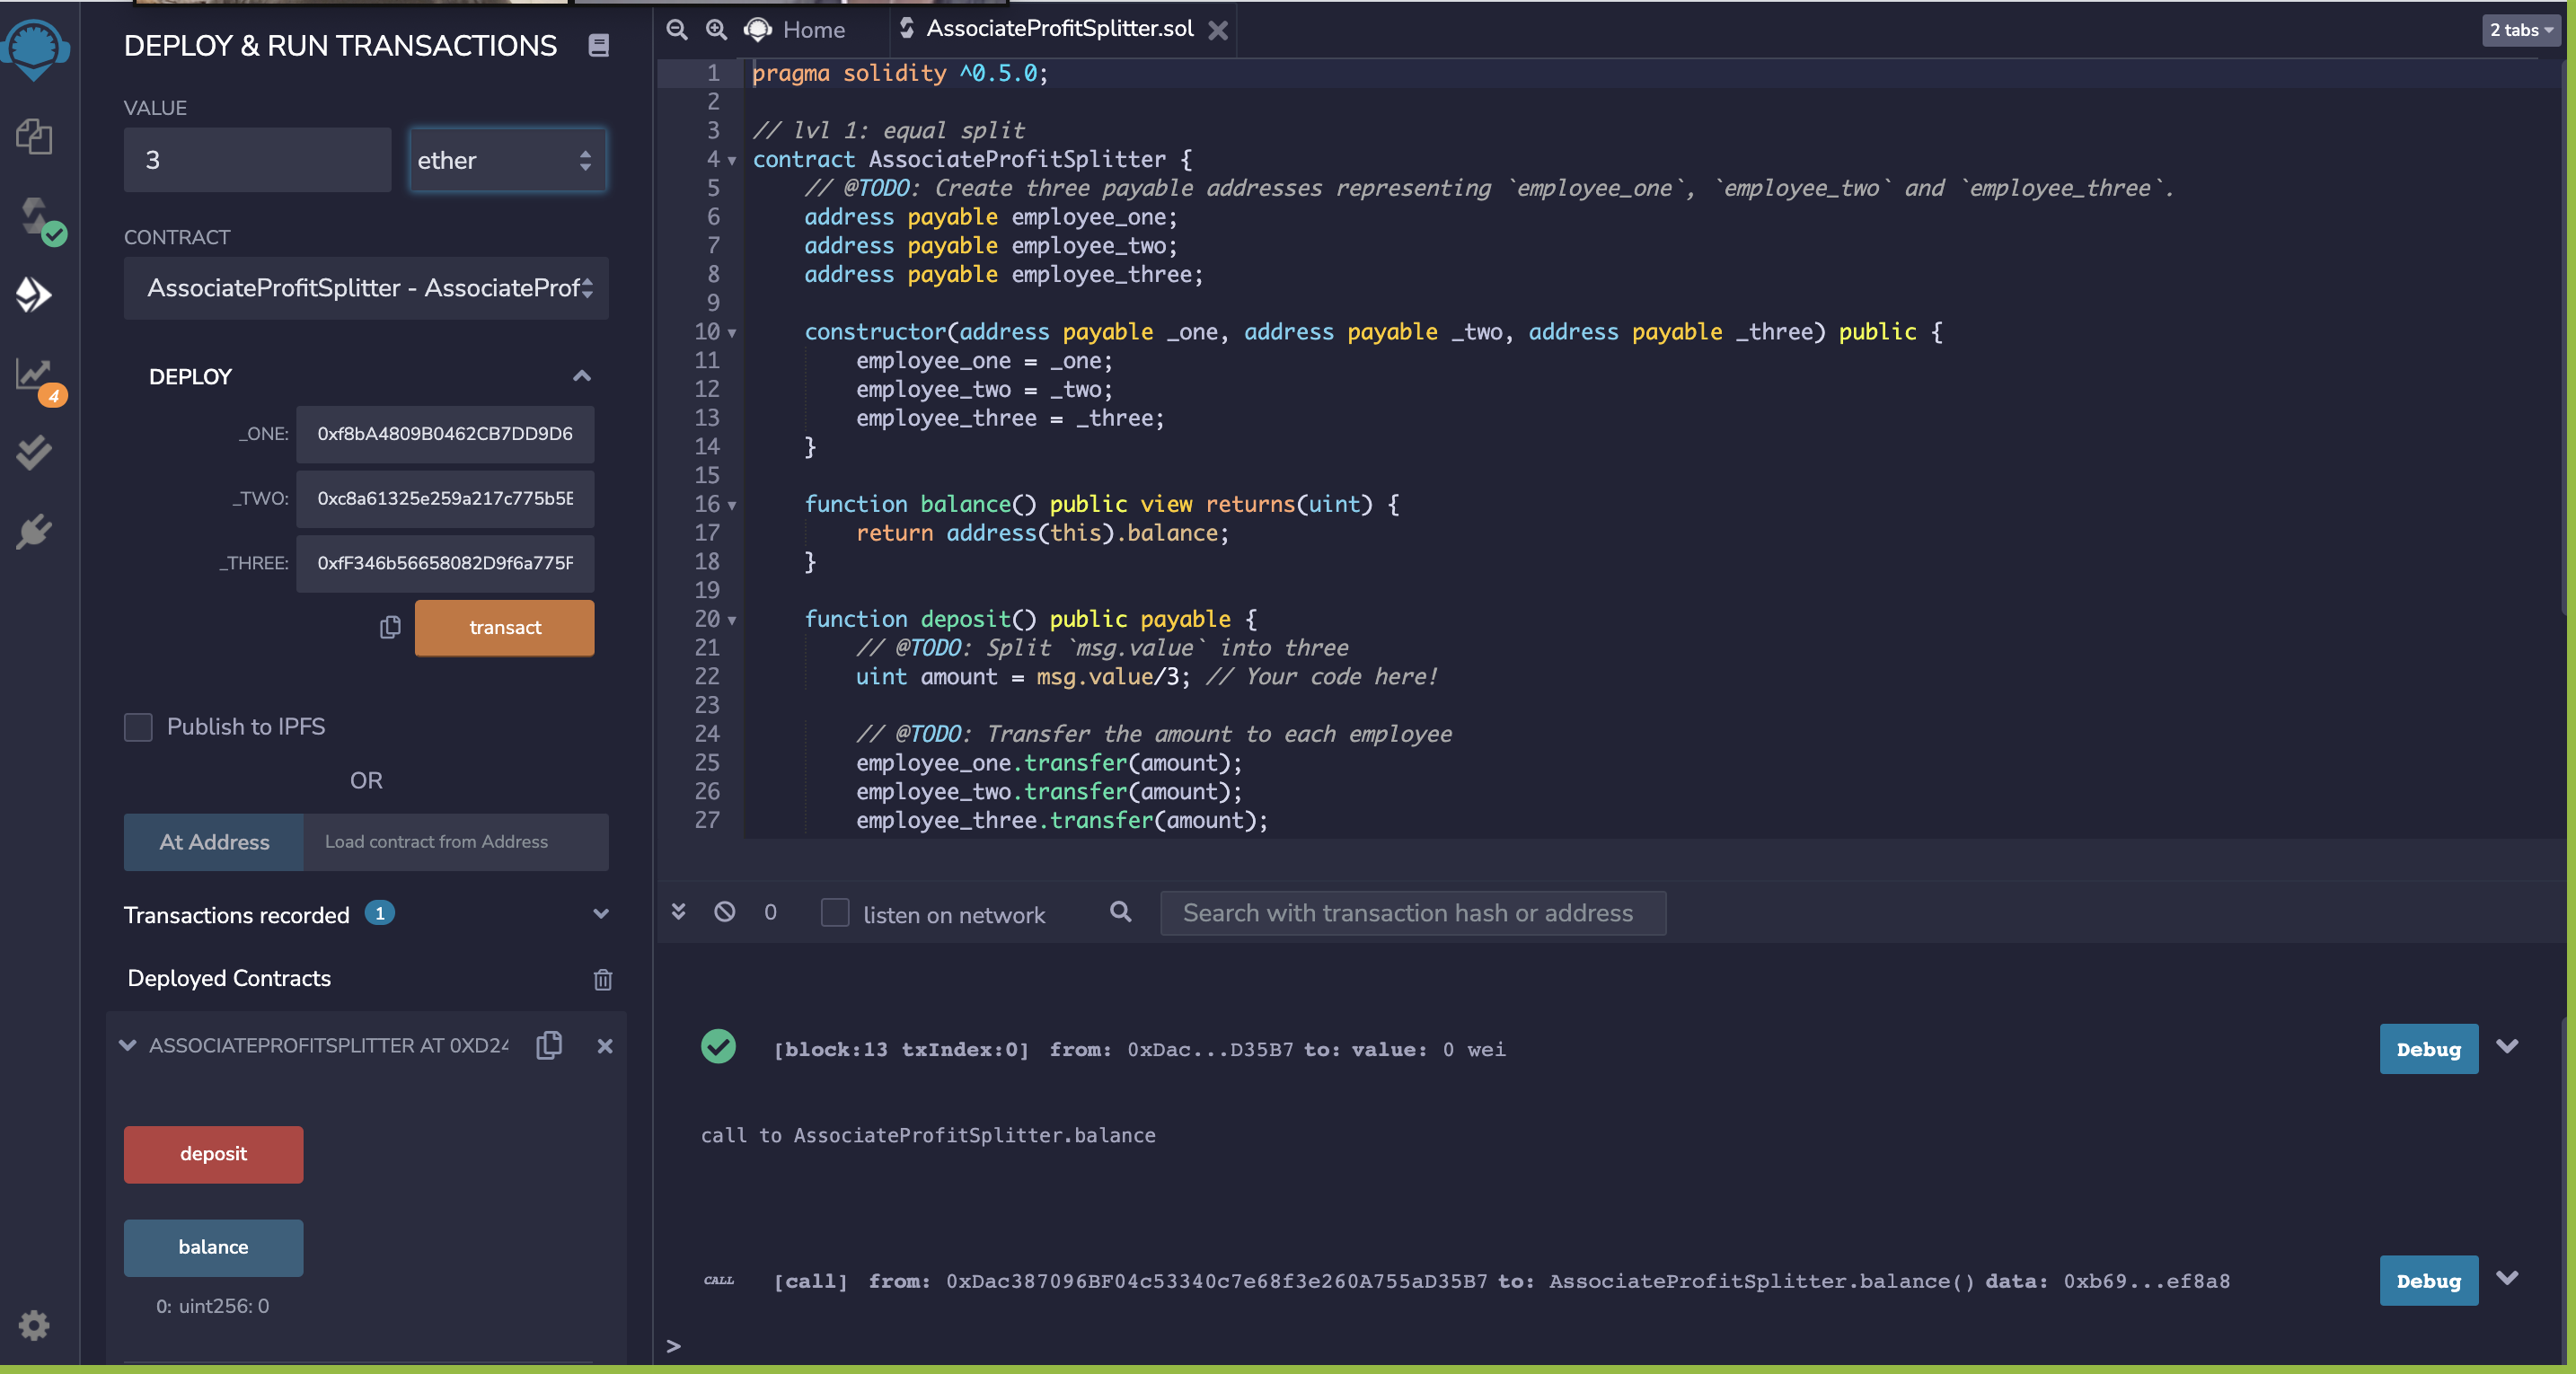 DEPLOY & RUN TRANSACTIONS
VALUE
3
ether
CONTRACT
AssociateProfitSplitter - AssociateProf
DEPLOY
_ONE: 0xf8bA4809B0462CB7DD9D6
_TWO: 0xc8a61325e259a217c775b5E
_THREE: 0xfF346b56658082D9f6a775F
transact
Publish to IPFS
OR
At Address Load contract from Address
Transactions recorded 1
Deployed Contracts
ASSOCIATEPROFITSPLITTER AT 0XD24
deposit
balance
0: uint256: 0
4
Home
AssociateProfitSplitter.sol
2 tabs
1 pragma solidity ^0.5.0;
2
3 // lvl 1: equal split
4 contract AssociateProfitSplitter {
5 // @TODO: Create three payable addresses representing `employee_one`, `employee_two` and `employee_three`.
6 address payable employee_one;
7 address payable employee_two;
8 address payable employee_three;
9
10 constructor(address payable _one, address payable _two, address payable _three) public {
11 employee_one = _one;
12 employee_two = _two;
13 employee_three = _three;
14 }
15
16 function balance() public view returns(uint) {
17 return address(this).balance;
18 }
19
20 function deposit() public payable {
21 // @TODO: Split `msg.value` into three
22 uint amount = msg.value/3; // Your code here!
23
24 // @TODO: Transfer the amount to each employee
25 employee_one.transfer(amount);
26 employee_two.transfer(amount);
27 employee_three.transfer(amount);
0 listen on network Search with transaction hash or address
[block:13 txIndex:0] from: 0xDac...D35B7 to: value: 0 wei Debug
call to AssociateProfitSplitter.balance
CALL [call] from: 0xDac387096BF04c53340c7e68f3e260A755aD35B7 to: AssociateProfitSplitter.balance() data: 0xb69...ef8a8 Debug
>